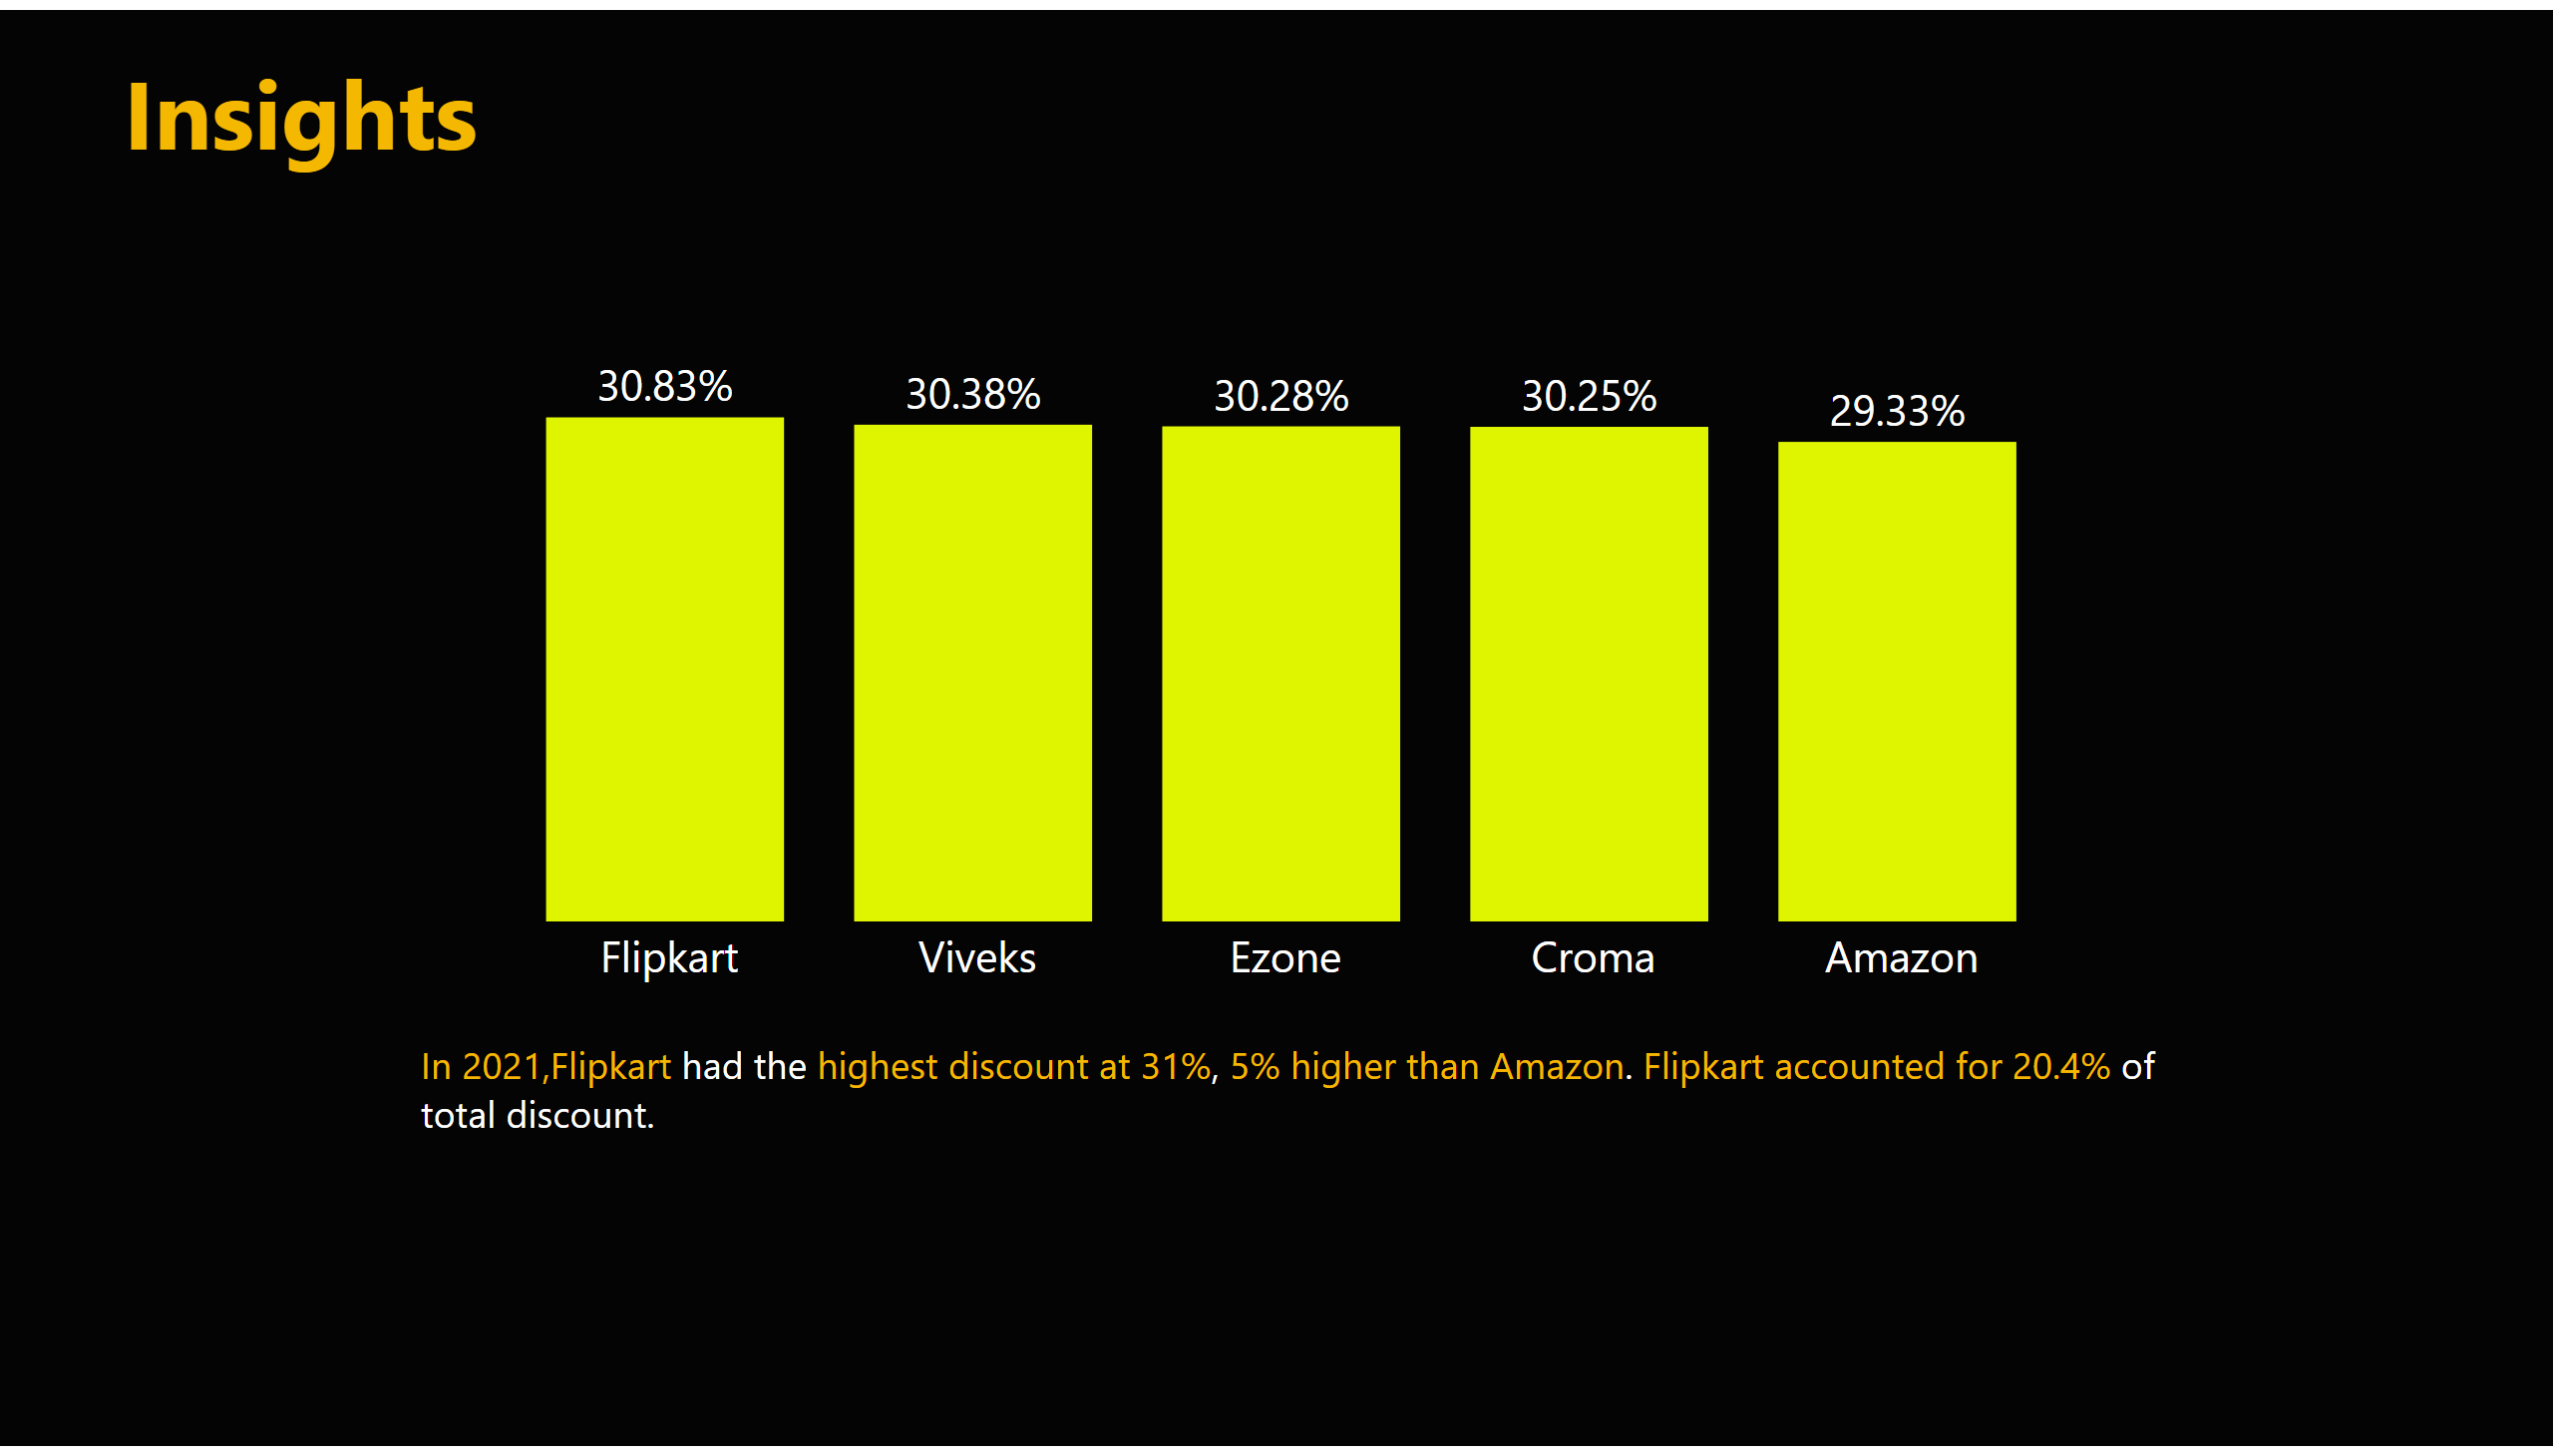 Insights
30.83%
30.38%
30.28%
30.25%
29.33%
Flipkart
Viveks
Ezone
Croma
Amazon
In 2021,Flipkart had the highest discount at 31%, 5% higher than Amazon. Flipkart accounted for 20.4% of
total discount.